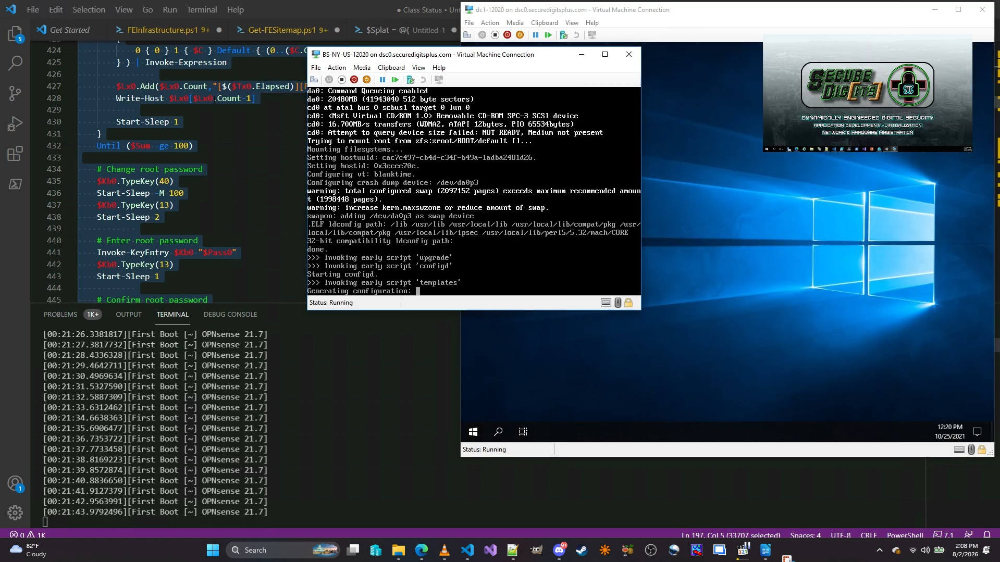 File Edit Selection View Go Run Terminal Help
● Class Status • Unt
Get Started
FEInfrastructure.ps1 9+ ●
Get-FESitemap.ps1 9+ ●
$Splat = @{ Untitled-1 ●
5
{
424 0 { 0 } 1 { $C } Default { (0..($C.C
425 } ) | Invoke-Expression
426
427 $Lx0.Add($Lx0.Count,"[$($Tx0.Elapsed)][F
428 Write-Host $Lx0[$Lx0.Count-1]
429
430 Start-Sleep 1
431 }
432 Until ($Sum -ge 100)
433
434 # Change root password
435 $Kb0.TypeKey(40)
436 Start-Sleep -M 100
437 $Kb0.TypeKey(13)
438 Start-Sleep 2
439
440 # Enter root password
441 Invoke-KeyEntry $Kb0 "$Pass0"
442 $Kb0.TypeKey(13)
443 Start-Sleep 1
444
445 # Confirm root password
PROBLEMS 1K+ OUTPUT TERMINAL DEBUG CONSOLE
[00:21:26.3381817][First Boot [~] OPNsense 21.7]
[00:21:27.3817732][First Boot [~] OPNsense 21.7]
[00:21:28.4336328][First Boot [~] OPNsense 21.7]
[00:21:29.4642711][First Boot [~] OPNsense 21.7]
[00:21:30.4969634][First Boot [~] OPNsense 21.7]
[00:21:31.5327590][First Boot [~] OPNsense 21.7]
[00:21:32.5887309][First Boot [~] OPNsense 21.7]
[00:21:33.6312462][First Boot [~] OPNsense 21.7]
[00:21:34.6638363][First Boot [~] OPNsense 21.7]
[00:21:35.6906477][First Boot [~] OPNsense 21.7]
[00:21:36.7353722][First Boot [~] OPNsense 21.7]
[00:21:37.7733458][First Boot [~] OPNsense 21.7]
[00:21:38.8169223][First Boot [~] OPNsense 21.7]
[00:21:39.8572874][First Boot [~] OPNsense 21.7]
[00:21:40.8836650][First Boot [~] OPNsense 21.7]
[00:21:41.9127379][First Boot [~] OPNsense 21.7]
[00:21:42.9563991][First Boot [~] OPNsense 21.7]
[00:21:43.9792496][First Boot [~] OPNsense 21.7]
1
BS-NY-US-12020 on dsc0.securedigitsplus.com - Virtual Machine Connection
File Action Media Clipboard View Help
da0: Command Queueing enabled
da0: 20480MB (41943040 512 byte sectors)
cd0 at ata1 bus 0 scbus1 target 0 lun 0
cd0: <Msft Virtual CD/ROM 1.0> Removable CD-ROM SPC-3 SCSI device
cd0: 16.700MB/s transfers (WDMA2, ATAPI 12bytes, PIO 65534bytes)
cd0: Attempt to query device size failed: NOT READY, Medium not present
Trying to mount root from zfs:zroot/ROOT/default []...
Mounting filesystems...
Setting hostuuid: cac7c497-cb4d-c34f-b49a-1adba2481d26.
Setting hostid: 0x3ccee70e.
Configuring vt: blanktime.
Configuring crash dump device: /dev/da0p3
warning: total configured swap (2097152 pages) exceeds maximum recommended amoun
t (1998448 pages).
warning: increase kern.maxswzone or reduce amount of swap.
swapon: adding /dev/da0p3 as swap device
.ELF ldconfig path: /lib /usr/lib /usr/local/lib /usr/local/lib/compat/pkg /usr/
local/lib/compat/pkg /usr/local/lib/ipsec /usr/local/lib/perl5/5.32/mach/CORE
32-bit compatibility ldconfig path:
done.
>>> Invoking early script 'upgrade'
>>> Invoking early script 'configd'
Starting configd.
>>> Invoking early script 'templates'
Generating configuration:
Status: Running
dc1-12020 on dsc0.securedigitsplus.com - Virtual Machine Connection
File Action Media Clipboard View Help
SECURE
DIGITS
π
DYNAMICALLY ENGINEERED DIGITAL SECURITY
APPLICATION DEVELOPMENT - VIRTUALIZATION
NETWORK & HARDWARE MAGISTRATION
12:20 PM
10/25/2021
Status: Running
0 1K
Ln 197, Col 5 (33707 selected) Spaces: 4 UTF-8 CRLF PowerShell 7.1
82°F
Cloudy
Search
9+
321
2:08 PM
8/2/2026